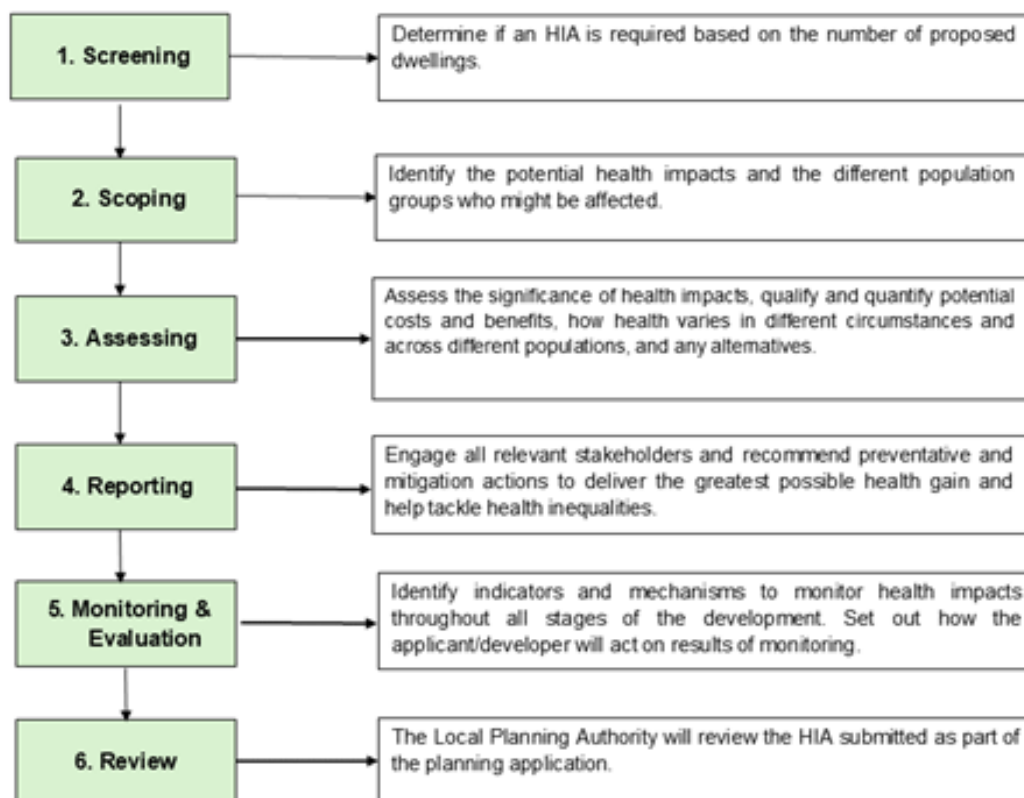 1. Screening
Determine if an HIA is required based on the number of proposed
dwellings.
2. Scoping
Identify the potential health impacts and the different population
groups who might be affected.
3. Assessing
Assess the significance of health impacts, qualify and quantify potential
costs and benefits, how health varies in different circumstances and
across different populations, and any alternatives.
4. Reporting
Engage all relevant stakeholders and recommend preventative and
mitigation actions to deliver the greatest possible health gain and
help tackle health inequalities.
5. Monitoring &
Evaluation
Identify indicators and mechanisms to monitor health impacts
throughout all stages of the development. Set out how the
applicant/developer will act on results of monitoring.
6. Review
The Local Planning Authority will review the HIA submitted as part of
the planning application.